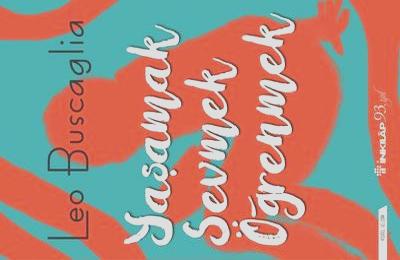 Leo Buscaglia
Yaşamak
Sevmek
Öğrenmek
İNKILÂP 93.yıl